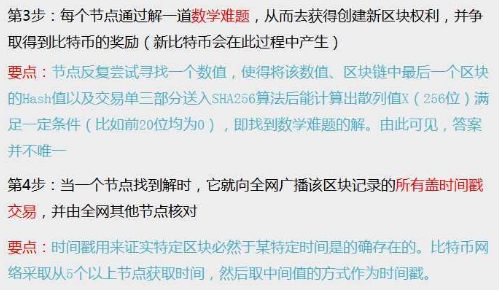 第3步：每个节点通过解一道数学难题，从而去获得创建新区块权利，并争
取得到比特币的奖励（新比特币会在此过程中产生）
要点：节点反复尝试寻找一个数值，使得将该数值、区块链中最后一个区块
的Hash值以及交易单三部分送入SHA256算法后能计算出散列值X（256位）满
足一定条件（比如前20位均为0），即找到数学难题的解。由此可见，答案
并不唯一
第4步：当一个节点找到解时，它就向全网广播该区块记录的所有盖时间戳
交易，并由全网其他节点核对
要点：时间戳用来证实特定区块必然于某特定时间是的确存在的。比特币网
络采取从5个以上节点获取时间，然后取中间值的方式作为时间戳。